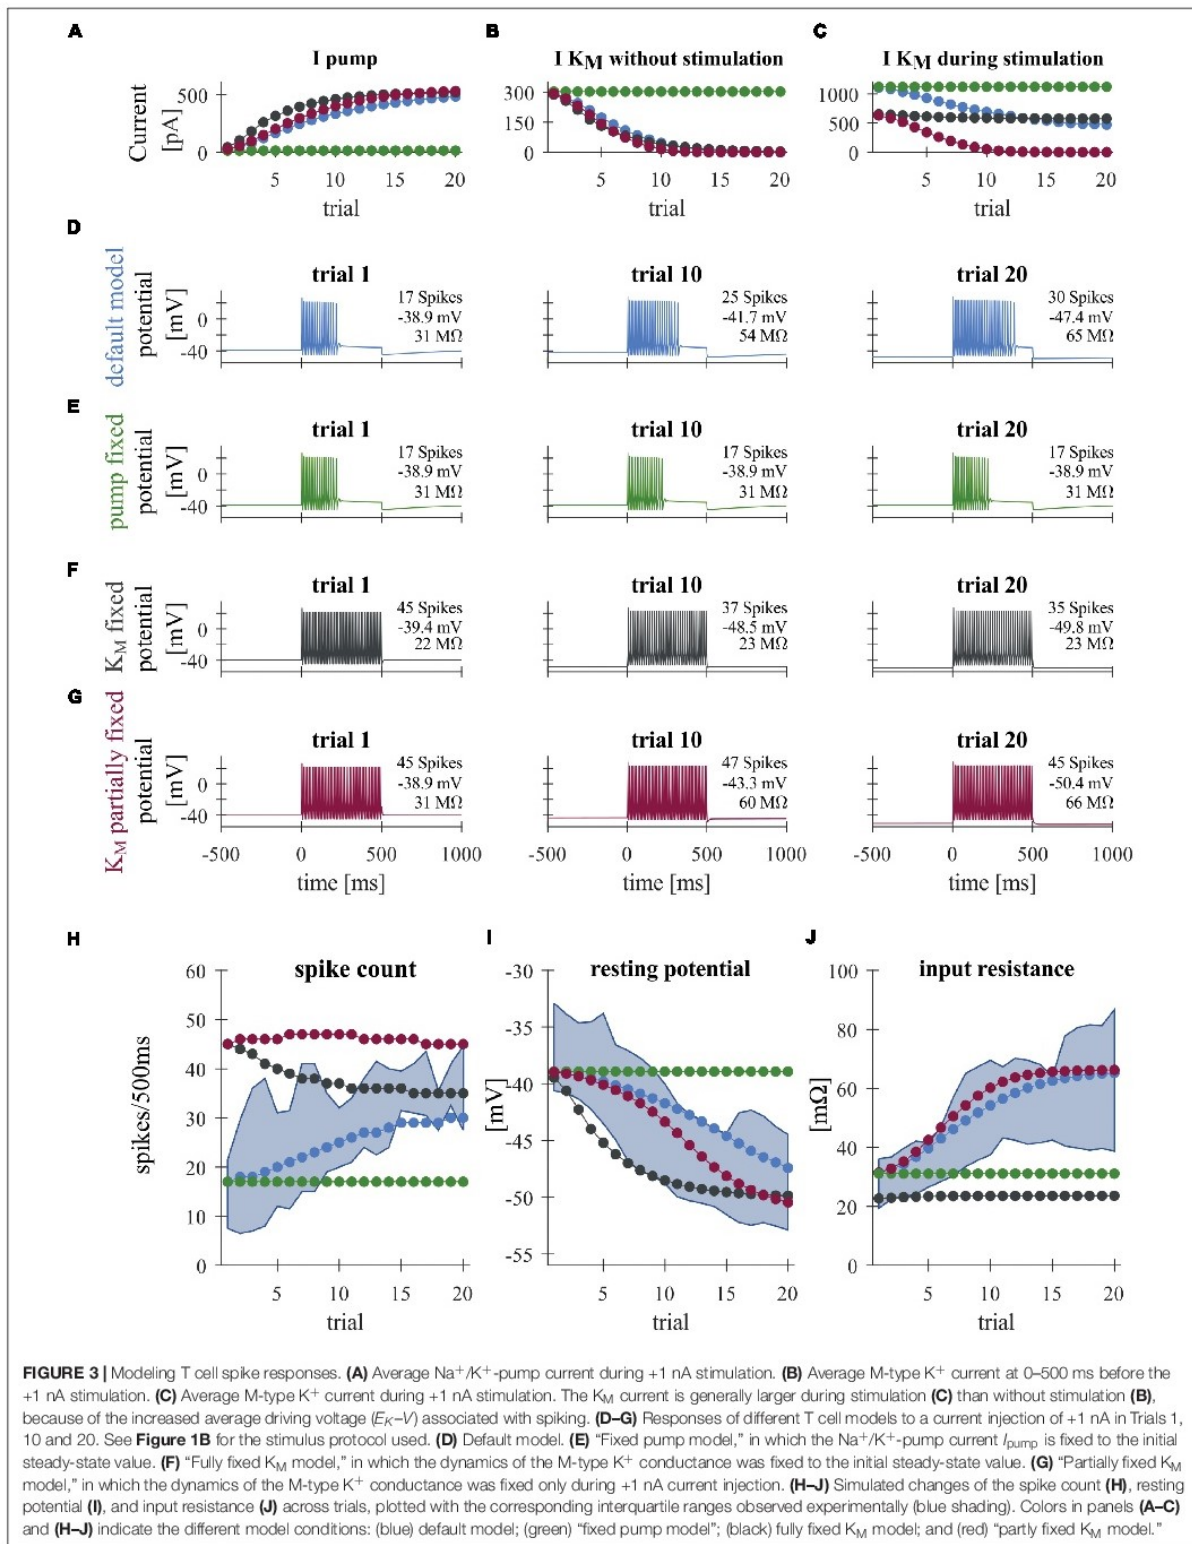 A
I pump
Current
[pA]
500
0
5
10
15
20
trial
B
I KM without stimulation
300
150
0
5
10
15
20
trial
C
I KM during stimulation
1000
500
0
5
10
15
20
trial
D
default model
potential
[mV]
0
-40
trial 1
17 Spikes
-38.9 mV
31 MΩ
trial 10
25 Spikes
-41.7 mV
54 MΩ
trial 20
30 Spikes
-47.4 mV
65 MΩ
E
pump fixed
potential
[mV]
0
-40
trial 1
17 Spikes
-38.9 mV
31 MΩ
trial 10
17 Spikes
-38.9 mV
31 MΩ
trial 20
17 Spikes
-38.9 mV
31 MΩ
F
KM fixed
potential
[mV]
0
-40
trial 1
45 Spikes
-39.4 mV
22 MΩ
trial 10
37 Spikes
-48.5 mV
23 MΩ
trial 20
35 Spikes
-49.8 mV
23 MΩ
G
KM partially fixed
potential
[mV]
0
-40
trial 1
45 Spikes
-38.9 mV
31 MΩ
trial 10
47 Spikes
-43.3 mV
60 MΩ
trial 20
45 Spikes
-50.4 mV
66 MΩ
-500
0
500
1000
time [ms]
-500
0
500
1000
time [ms]
-500
0
500
1000
time [ms]
H
spike count
spikes/500ms
60
50
40
30
20
10
0
5
10
15
20
trial
I
resting potential
[mV]
-30
-35
-40
-45
-50
-55
5
10
15
20
trial
J
input resistance
[mΩ]
100
80
60
40
20
0
5
10
15
20
trial
FIGURE 3 | Modeling T cell spike responses. (A) Average Na+/K+-pump current during +1 nA stimulation. (B) Average M-type K+ current at 0–500 ms before the
+1 nA stimulation. (C) Average M-type K+ current during +1 nA stimulation. The KM current is generally larger during stimulation (C) than without stimulation (B),
because of the increased average driving voltage (EK–V) associated with spiking. (D–G) Responses of different T cell models to a current injection of +1 nA in Trials 1,
10 and 20. See Figure 1B for the stimulus protocol used. (D) Default model. (E) “Fixed pump model,” in which the Na+/K+-pump current Ipump is fixed to the initial
steady-state value. (F) “Fully fixed KM model,” in which the dynamics of the M-type K+ conductance was fixed to the initial steady-state value. (G) “Partially fixed KM
model,” in which the dynamics of the M-type K+ conductance was fixed only during +1 nA current injection. (H–J) Simulated changes of the spike count (H), resting
potential (I), and input resistance (J) across trials, plotted with the corresponding interquartile ranges observed experimentally (blue shading). Colors in panels (A–C)
and (H–J) indicate the different model conditions: (blue) default model; (green) “fixed pump model”; (black) fully fixed KM model; and (red) “partly fixed KM model.”